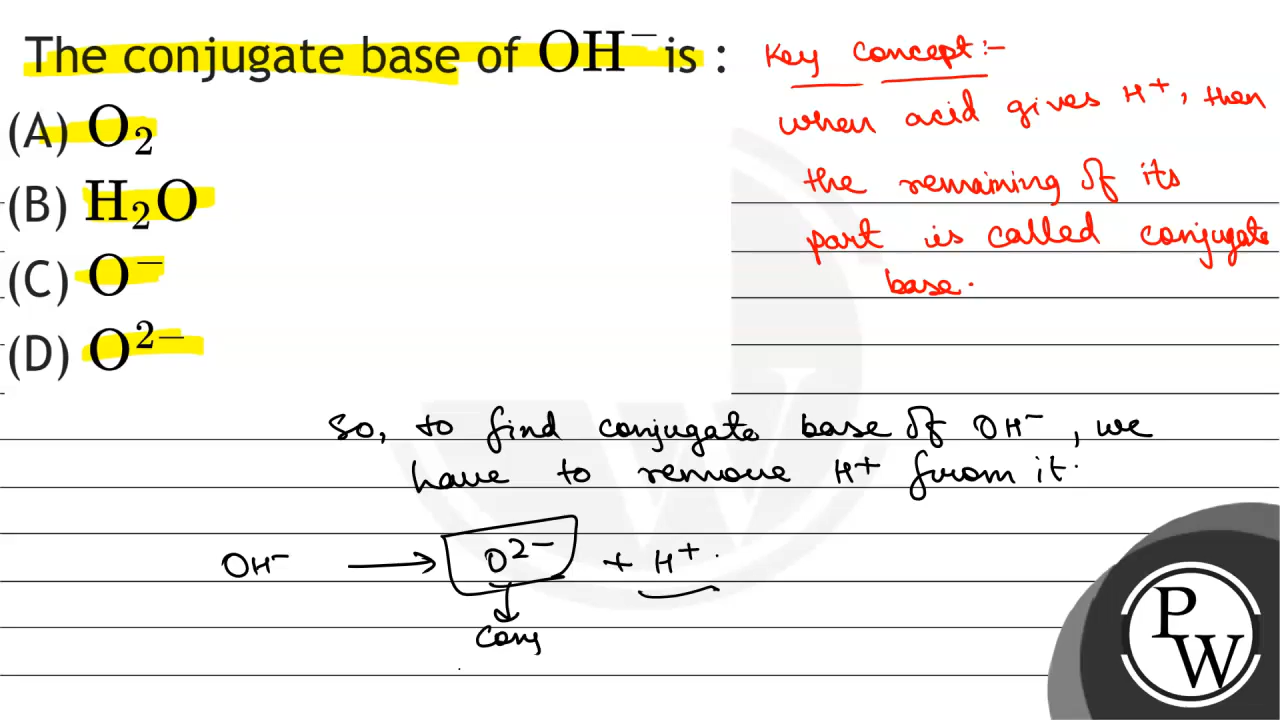 The conjugate base of OH⁻ is :
(A) O₂
(B) H₂O
(C) O⁻
(D) O²⁻
Key concept:-
when acid gives H⁺, then
the remaining of its
part is called conjugate
base.
So, to find conjugate base of OH⁻, we
have to remove H⁺ from it.
OH⁻ → O²⁻ + H⁺.
Conj
PW